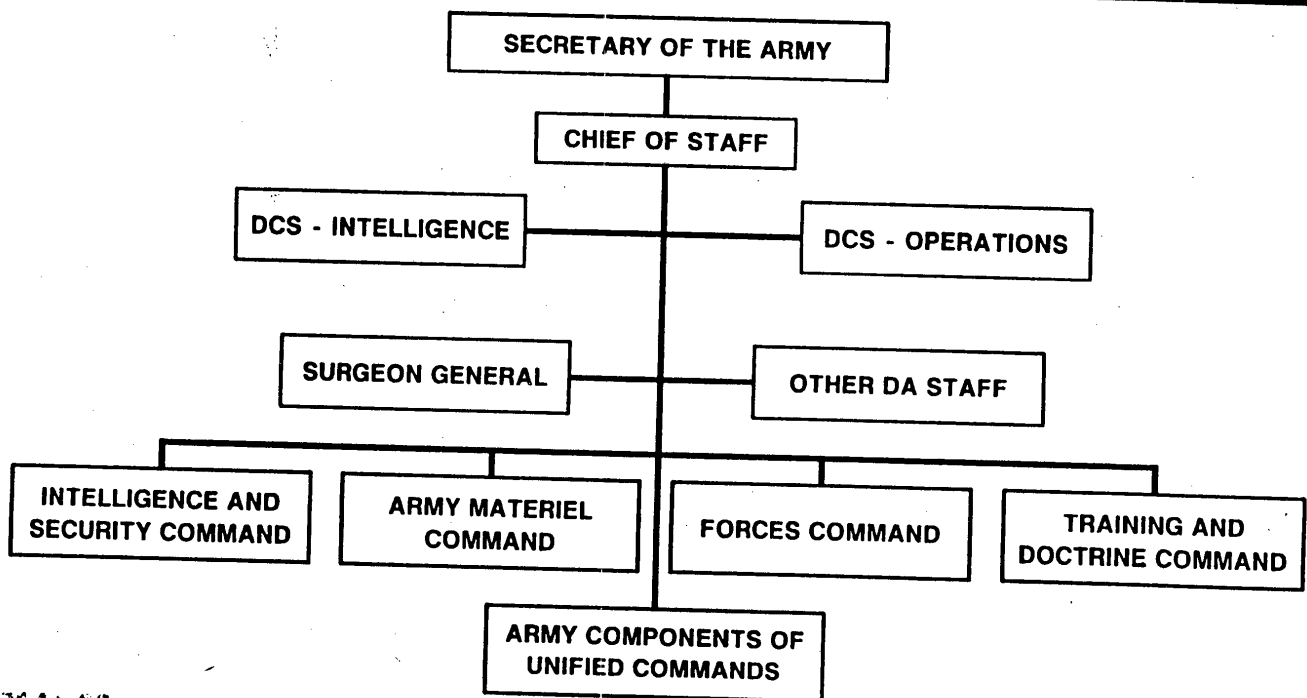 SECRETARY OF THE ARMY
CHIEF OF STAFF
DCS - INTELLIGENCE
DCS - OPERATIONS
SURGEON GENERAL
OTHER DA STAFF
INTELLIGENCE AND
SECURITY COMMAND
ARMY MATERIEL
COMMAND
FORCES COMMAND
TRAINING AND
DOCTRINE COMMAND
ARMY COMPONENTS OF
UNIFIED COMMANDS